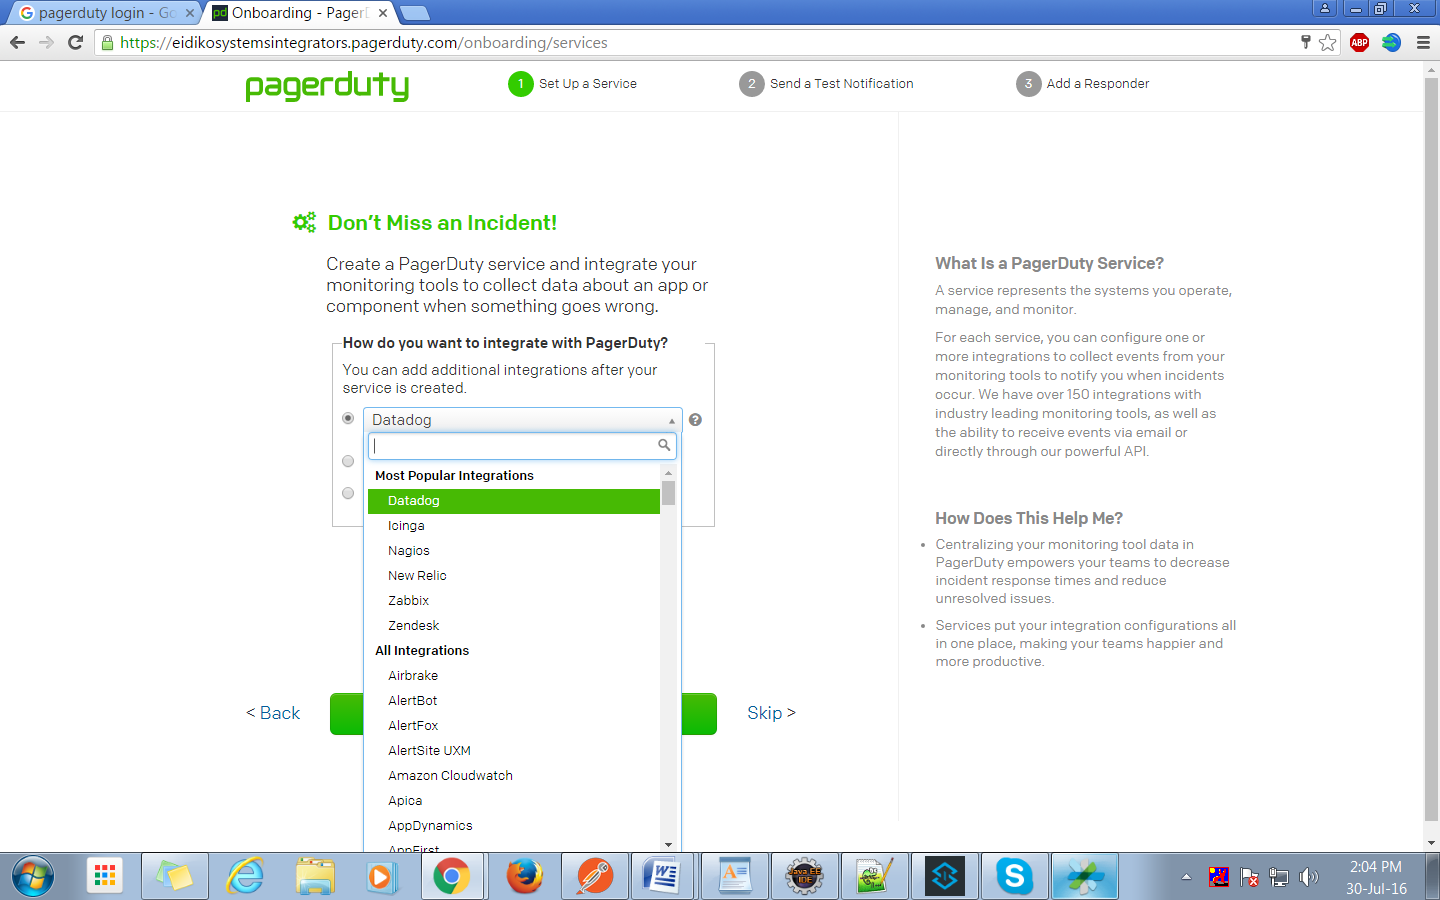 pagerduty login - Go
Onboarding - PagerD
https://eidikosystemsintegrators.pagerduty.com/onboarding/services
ABP
pagerduty
1 Set Up a Service
2 Send a Test Notification
3 Add a Responder
Don't Miss an Incident!
Create a PagerDuty service and integrate your
monitoring tools to collect data about an app or
component when something goes wrong.
How do you want to integrate with PagerDuty?
You can add additional integrations after your
service is created.
Datadog
Most Popular Integrations
Datadog
Icinga
Nagios
New Relic
Zabbix
Zendesk
All Integrations
Airbrake
AlertBot
AlertFox
AlertSite UXM
Amazon Cloudwatch
Apica
AppDynamics
AppFirst
< Back
Skip >
What Is a PagerDuty Service?
A service represents the systems you operate,
manage, and monitor.
For each service, you can configure one or
more integrations to collect events from your
monitoring tools to notify you when incidents
occur. We have over 150 integrations with
industry leading monitoring tools, as well as
the ability to receive events via email or
directly through our powerful API.
How Does This Help Me?
Centralizing your monitoring tool data in
PagerDuty empowers your teams to decrease
incident response times and reduce
unresolved issues.
Services put your integration configurations all
in one place, making your teams happier and
more productive.
Java EE
IDE
2:04 PM
30-Jul-16